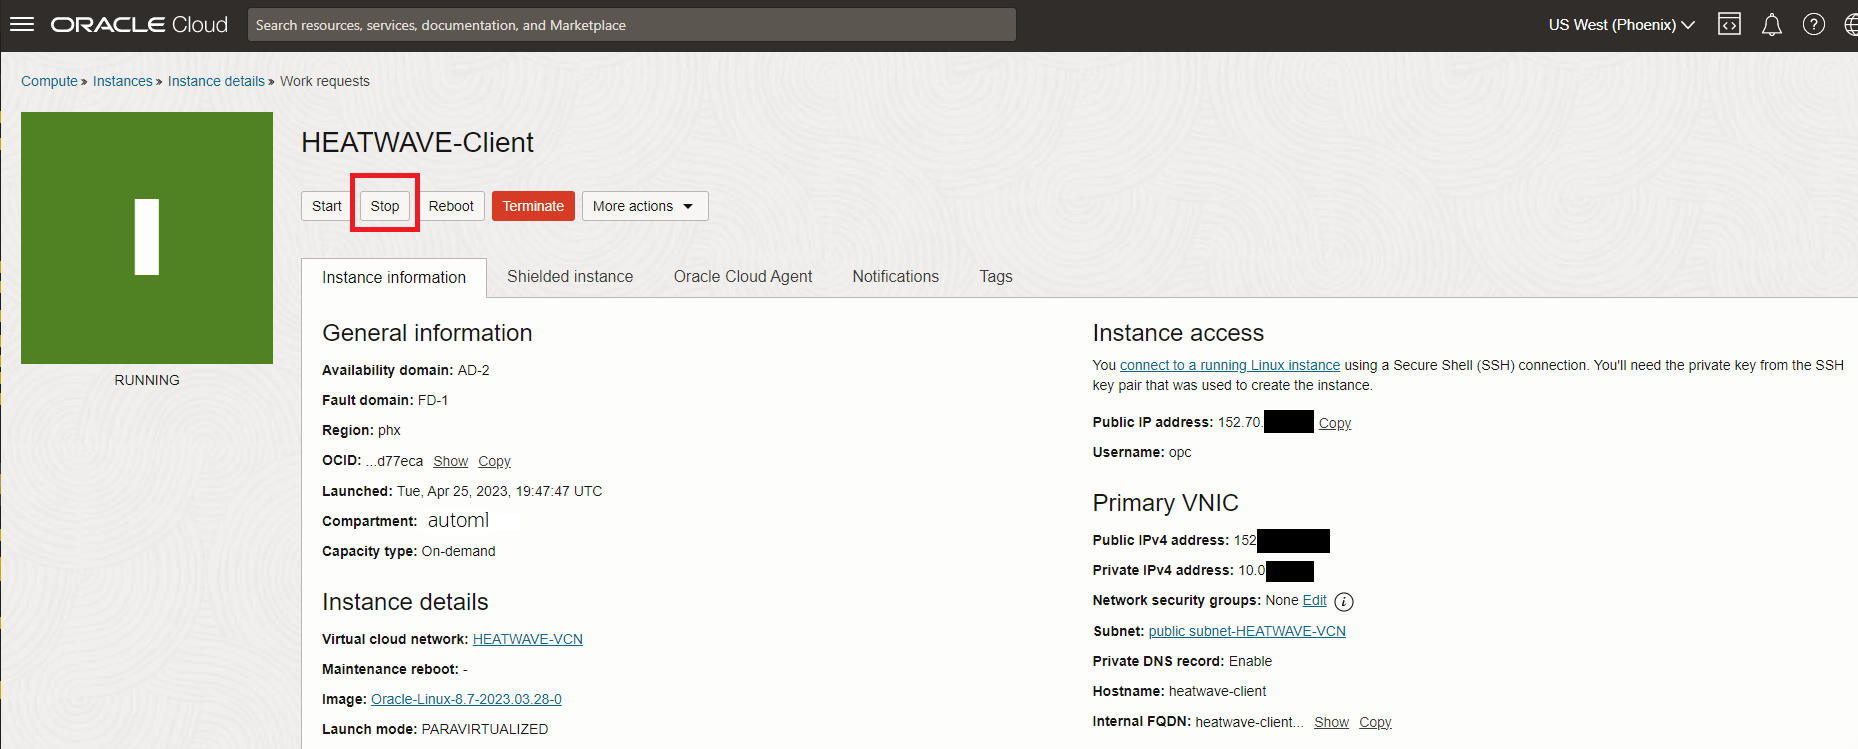 ORACLE Cloud
Search resources, services, documentation, and Marketplace
US West (Phoenix)
Compute » Instances » Instance details » Work requests
HEATWAVE-Client
Start Stop Reboot Terminate More actions
RUNNING
Instance information Shielded instance Oracle Cloud Agent Notifications Tags
General information
Availability domain: AD-2
Fault domain: FD-1
Region: phx
OCID: ...d77eca Show Copy
Launched: Tue, Apr 25, 2023, 19:47:47 UTC
Compartment: automl
Capacity type: On-demand
Instance details
Virtual cloud network: HEATWAVE-VCN
Maintenance reboot: -
Image: Oracle-Linux-8.7-2023.03.28-0
Launch mode: PARAVIRTUALIZED
Instance access
You connect to a running Linux instance using a Secure Shell (SSH) connection. You'll need the private key from the SSH
key pair that was used to create the instance.
Public IP address: 152.70. Copy
Username: opc
Primary VNIC
Public IPv4 address: 152
Private IPv4 address: 10.0
Network security groups: None Edit
Subnet: public subnet-HEATWAVE-VCN
Private DNS record: Enable
Hostname: heatwave-client
Internal FQDN: heatwave-client... Show Copy